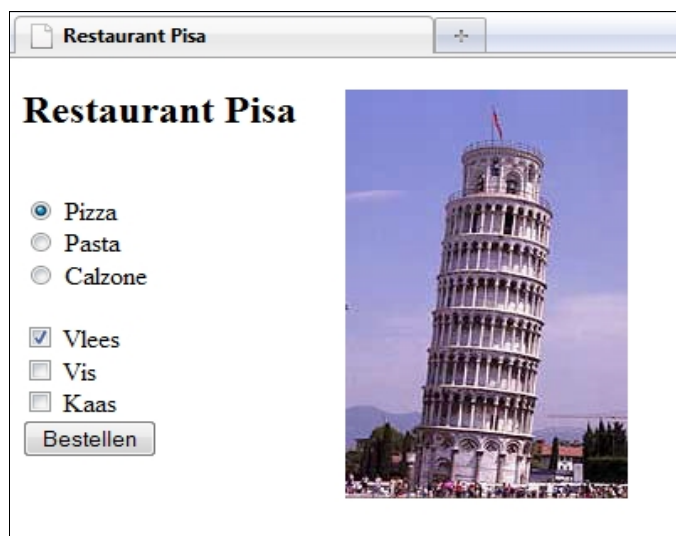 Restaurant Pisa
Restaurant Pisa
Pizza
Pasta
Calzone
Vlees
Vis
Kaas
Bestellen